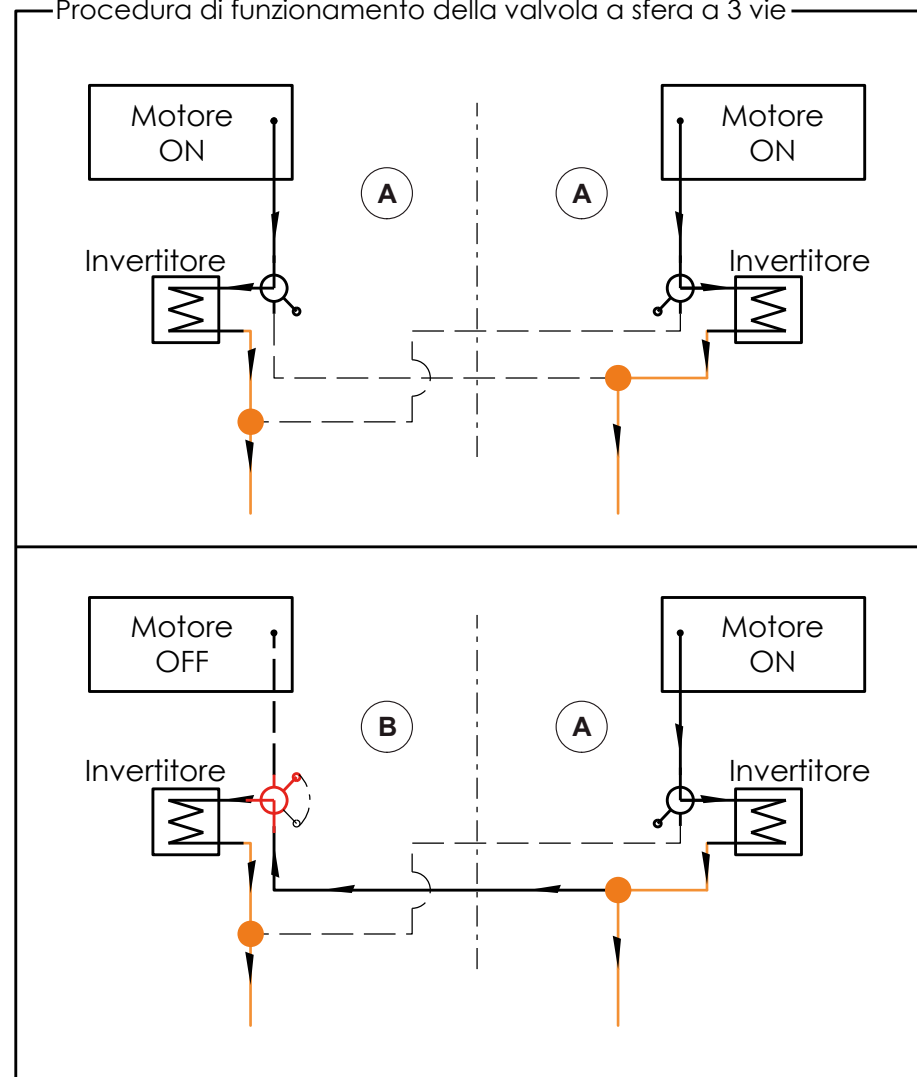 Procedura di funzionamento della valvola a sfera a 3 vie
Motore
ON
Motore
ON
A
A
Invertitore
Invertitore
Motore
OFF
Motore
ON
B
A
Invertitore
Invertitore